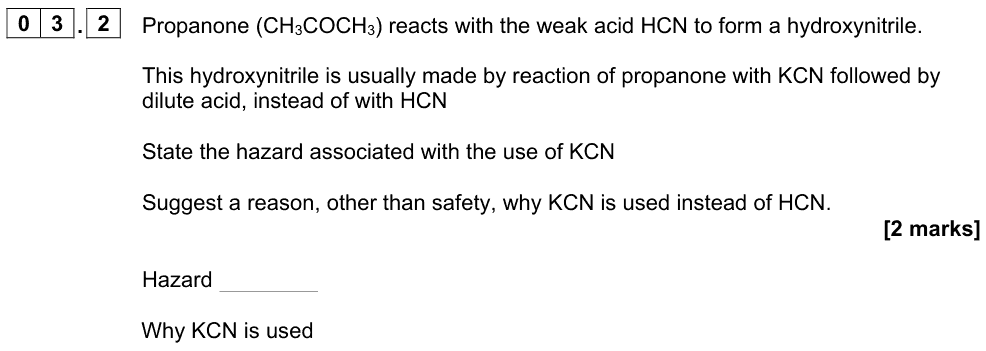 0 3 . 2 Propanone (CH₃COCH₃) reacts with the weak acid HCN to form a hydroxynitrile.
This hydroxynitrile is usually made by reaction of propanone with KCN followed by
dilute acid, instead of with HCN
State the hazard associated with the use of KCN
Suggest a reason, other than safety, why KCN is used instead of HCN.
[2 marks]
Hazard
Why KCN is used